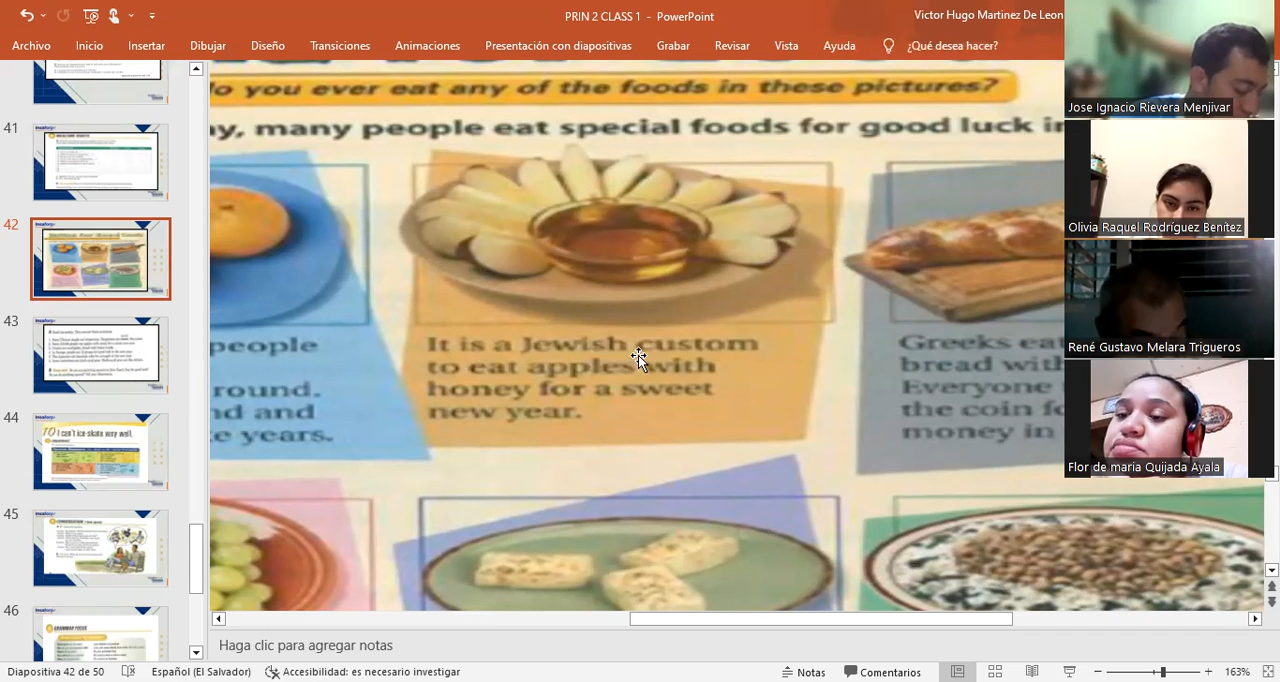 PRIN 2 CLASS 1 - PowerPoint
Victor Hugo Martinez De Leon
Archivo Inicio Insertar Dibujar Diseño Transiciones Animaciones Presentación con diapositivas Grabar Revisar Vista Ayuda ¿Qué desea hacer?
Jose Ignacio Rievera Menjivar
Olivia Raquel Rodríguez Benítez
René Gustavo Melara Trigueros
Flor de maria Quijada Ayala
41
42
43
44
10 I can't ice-skate very well.
45
46
do you ever eat any of the foods in these pictures?
many people eat special foods for good luck in
people
round.
and
years.
It is a Jewish custom
to eat apples with
honey for a sweet
new year.
Greeks eat
bread with
Everyone
the coin
money in
Haga clic para agregar notas
Diapositiva 42 de 50 Español (El Salvador) Accesibilidad: es necesario investigar Notas Comentarios 163%